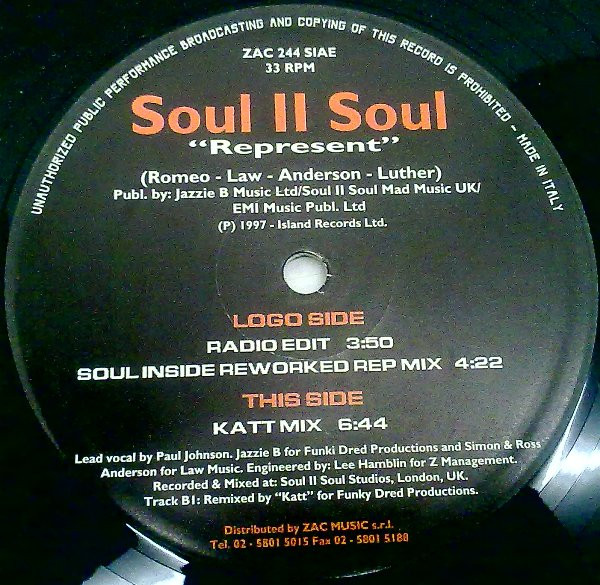 UNAUTHORIZED PUBLIC PERFORMANCE BROADCASTING AND COPYING OF THIS RECORD IS PROHIBITED - MADE IN ITALY
ZAC 244 SIAE
33 RPM
Soul II Soul
"Represent"
(Romeo - Law - Anderson - Luther)
Publ. by: Jazzie B Music Ltd/Soul II Soul Mad Music UK/
EMI Music Publ. Ltd
(P) 1997 - Island Records Ltd.
LOGO SIDE
RADIO EDIT 3:50
SOUL INSIDE REWORKED REP MIX 4:22
THIS SIDE
KATT MIX 6:44
Lead vocal by Paul Johnson. Jazzie B for Funki Dred Productions and Simon & Ross
Anderson for Law Music. Engineered by: Lee Hamblin for Z Management.
Recorded & Mixed at: Soul II Soul Studios, London, UK.
Track B1: Remixed by "Katt" for Funky Dred Productions.
Distributed by ZAC MUSIC s.r.l.
Tel. 02 - 5801 5015 Fax 02 - 5801 5188